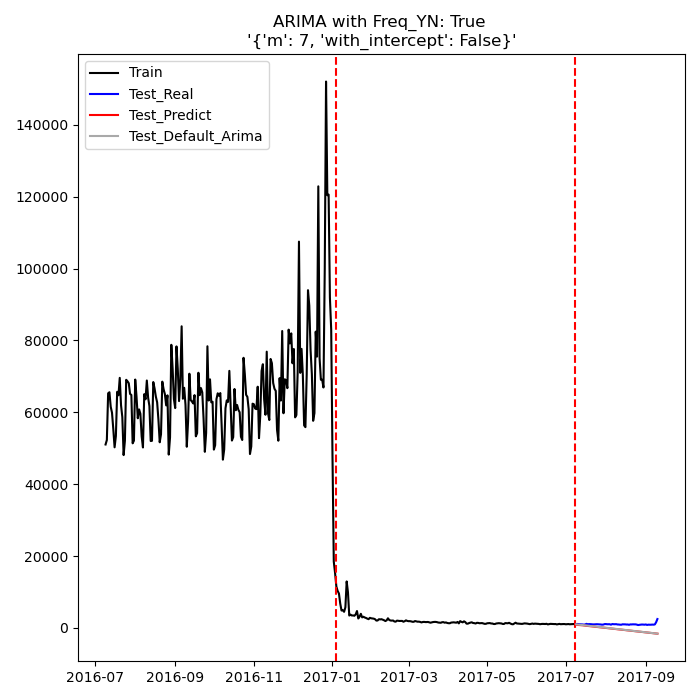 ARIMA with Freq_YN: True
'{'m': 7, 'with_intercept': False}'
Train
Test_Real
Test_Predict
Test_Default_Arima
140000
120000
100000
80000
60000
40000
20000
0
2016-07 2016-09 2016-11 2017-01 2017-03 2017-05 2017-07 2017-09